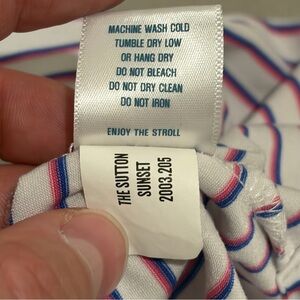 MACHINE WASH COLD
TUMBLE DRY LOW
OR HANG DRY
DO NOT BLEACH
DO NOT DRY CLEAN
DO NOT IRON
ENJOY THE STROLL
THE SUTTON
SUNSET
2003.205